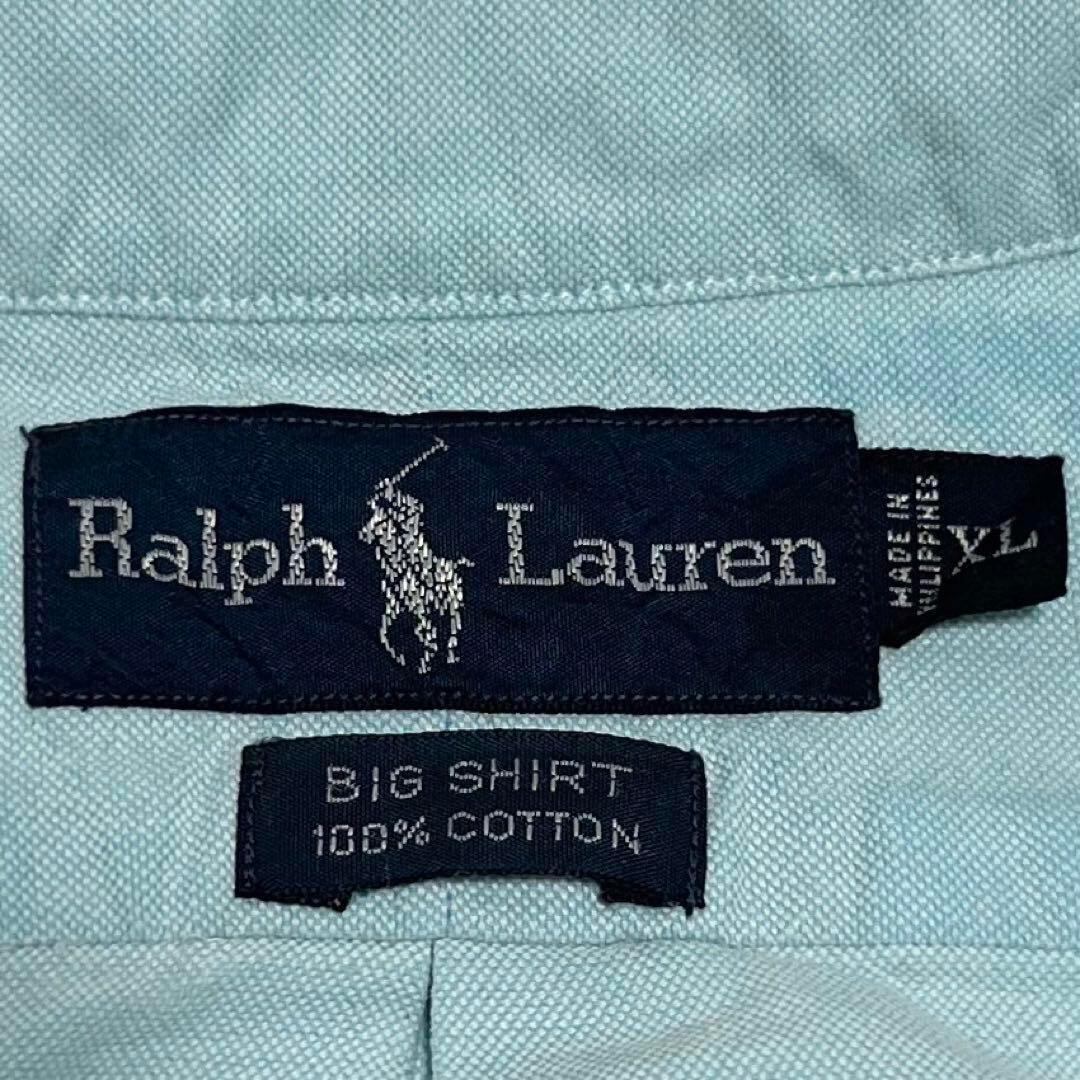 Ralph Lauren
MADE IN
PHILIPPINES
XL
BIG SHIRT
100% COTTON